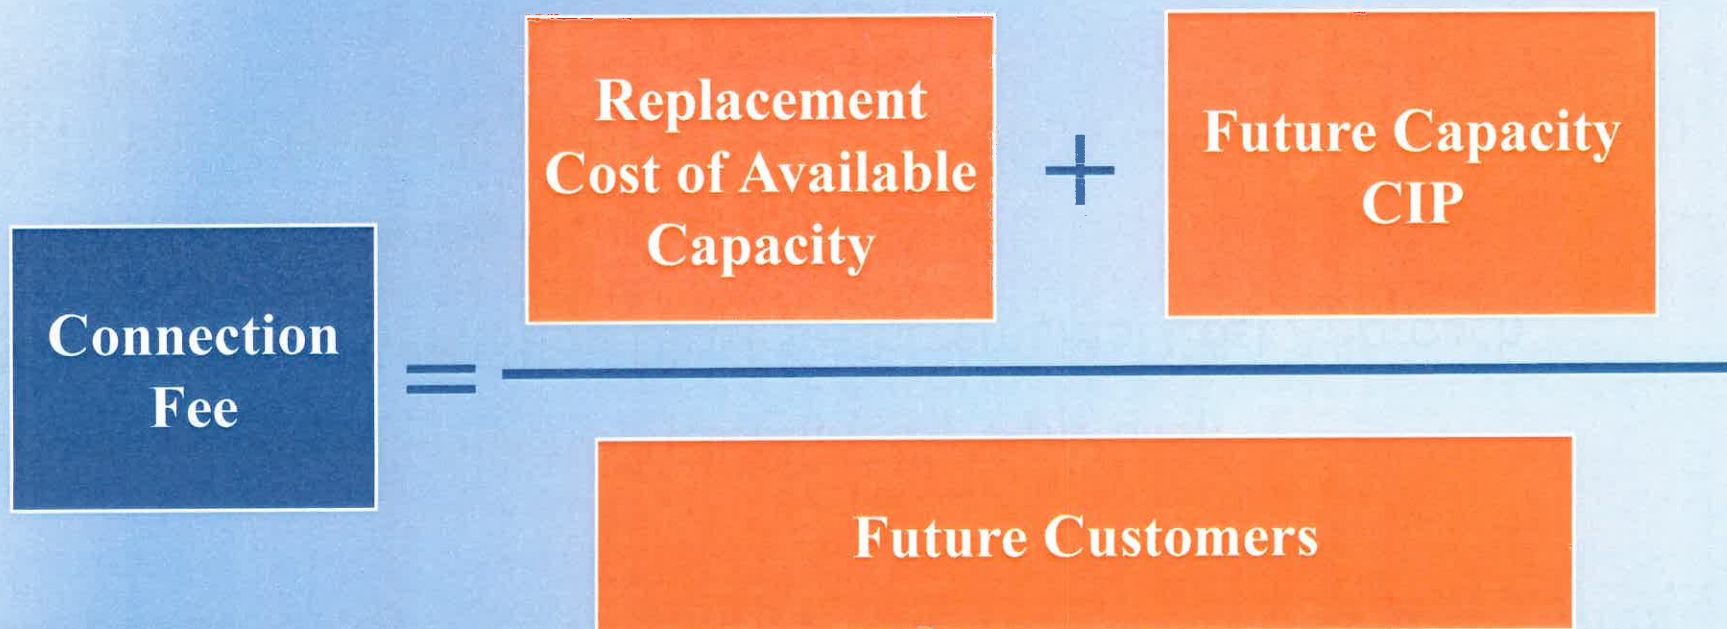 Connection
Fee
=
Replacement
Cost of Available
Capacity
+
Future Capacity
CIP
Future Customers